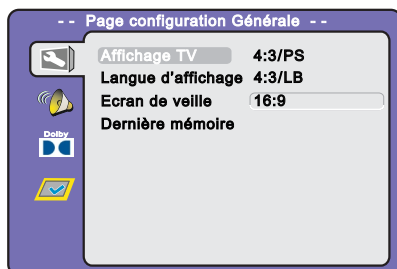 -- Page configuration Générale --
Affichage TV 4:3/PS
Langue d'affichage 4:3/LB
Ecran de veille 16:9
Dernière mémoire
Dolby